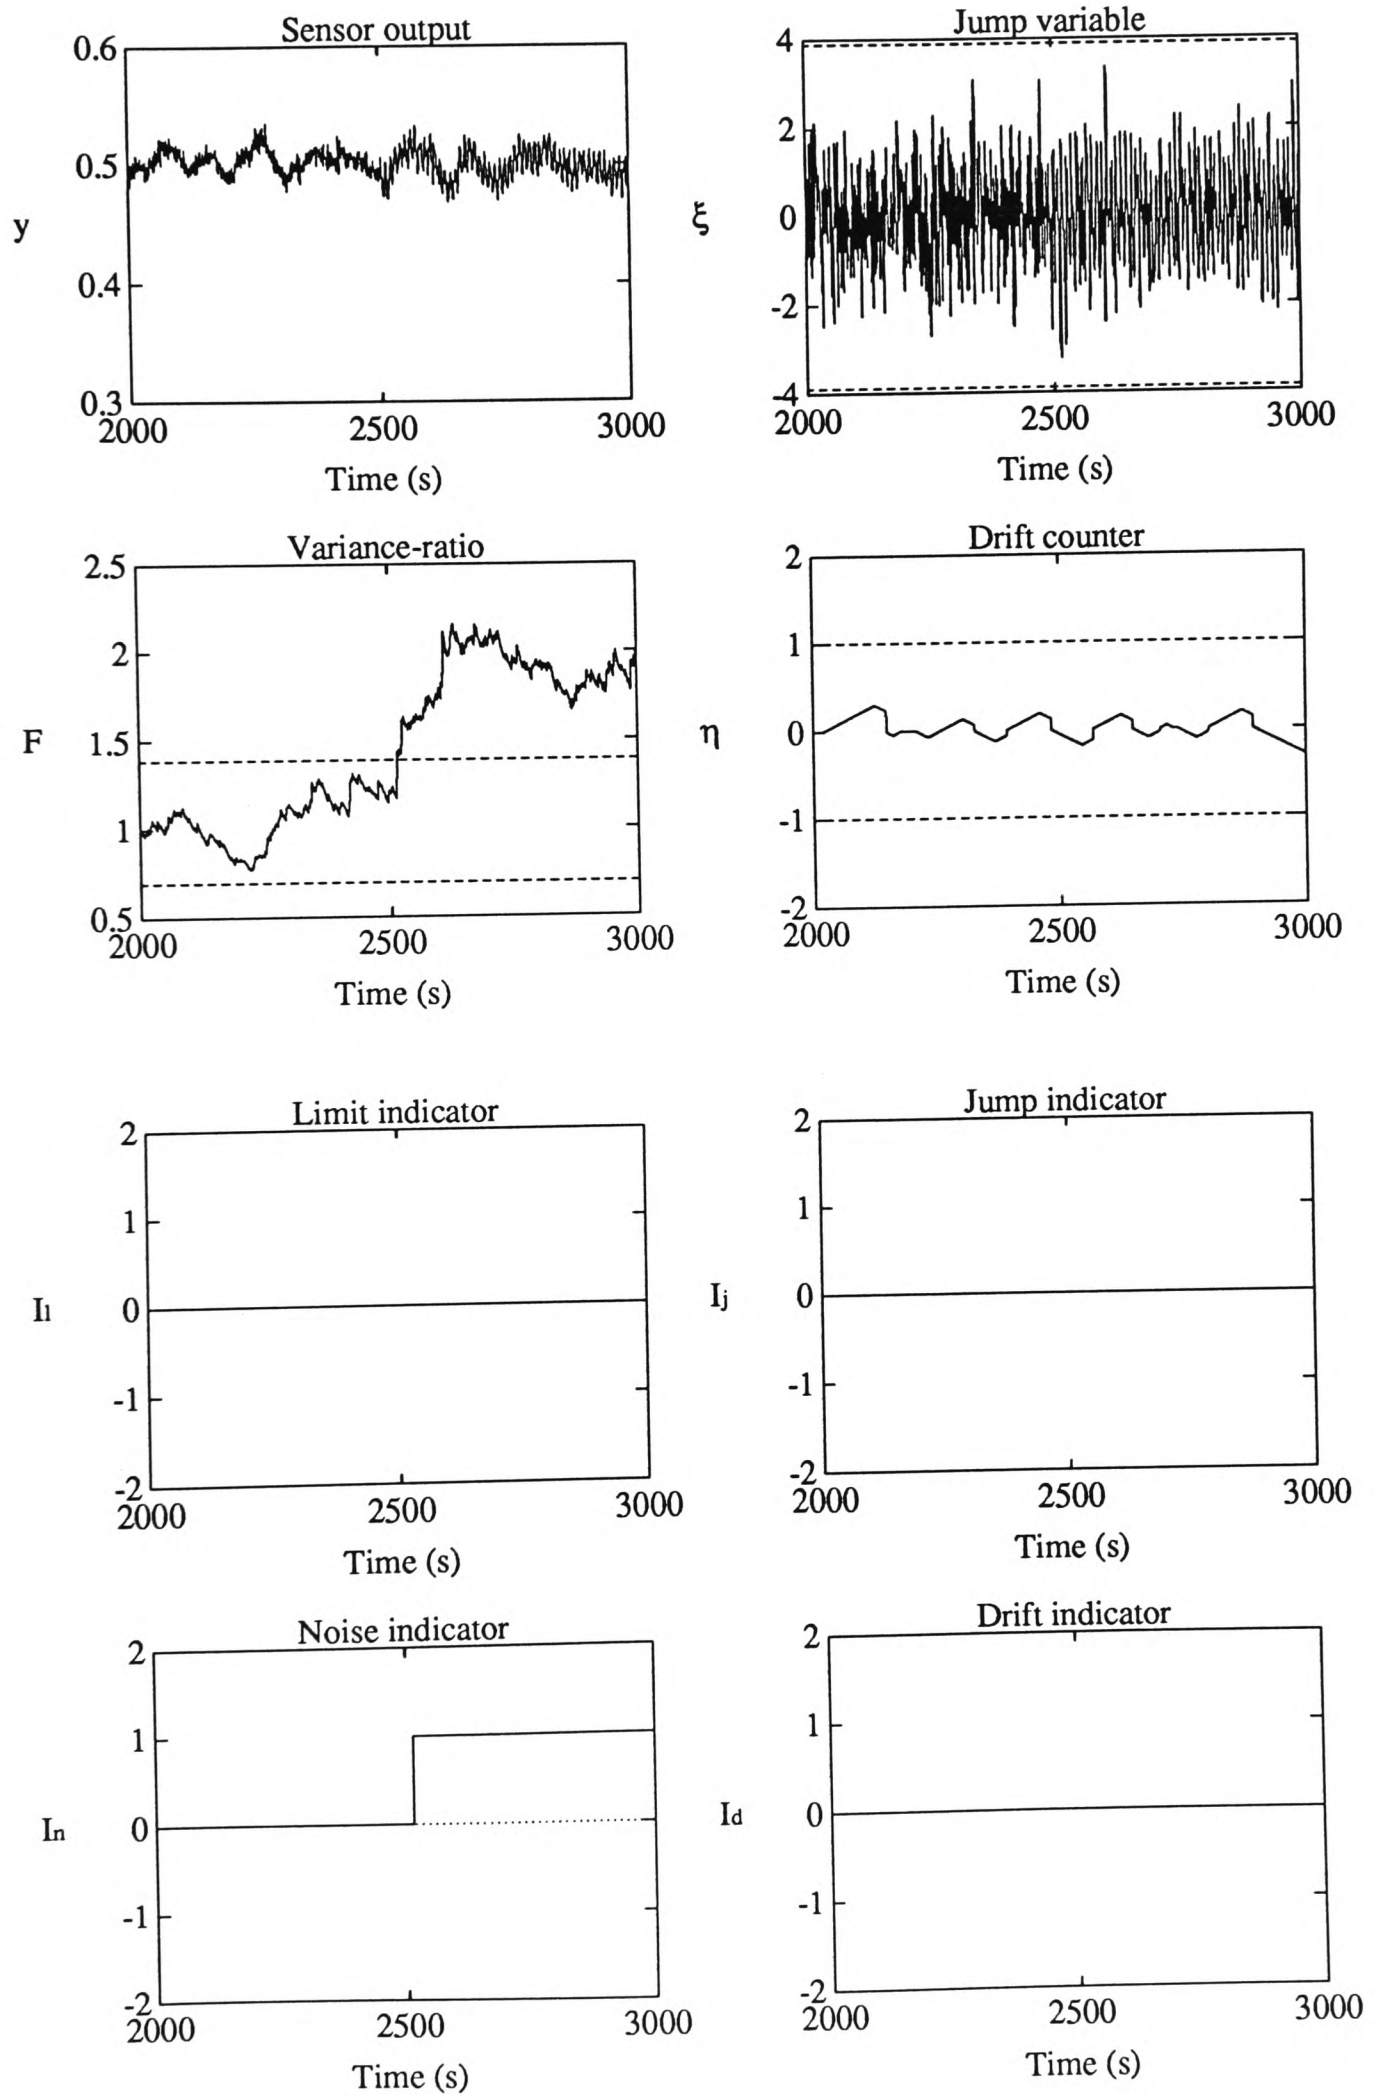 Sensor output
0.6
0.5
0.4
0.3
y
2000 2500 3000
Time (s)
Jump variable
4
2
0
-2
-4
ξ
2000 2500 3000
Time (s)
Variance-ratio
2.5
2
1.5
1
0.5
F
2000 2500 3000
Time (s)
Drift counter
2
1
0
-1
-2
η
2000 2500 3000
Time (s)
Limit indicator
2
1
0
-1
-2
Il
2000 2500 3000
Time (s)
Jump indicator
2
1
0
-1
-2
Ij
2000 2500 3000
Time (s)
Noise indicator
2
1
0
-1
-2
In
2000 2500 3000
Time (s)
Drift indicator
2
1
0
-1
-2
Id
2000 2500 3000
Time (s)